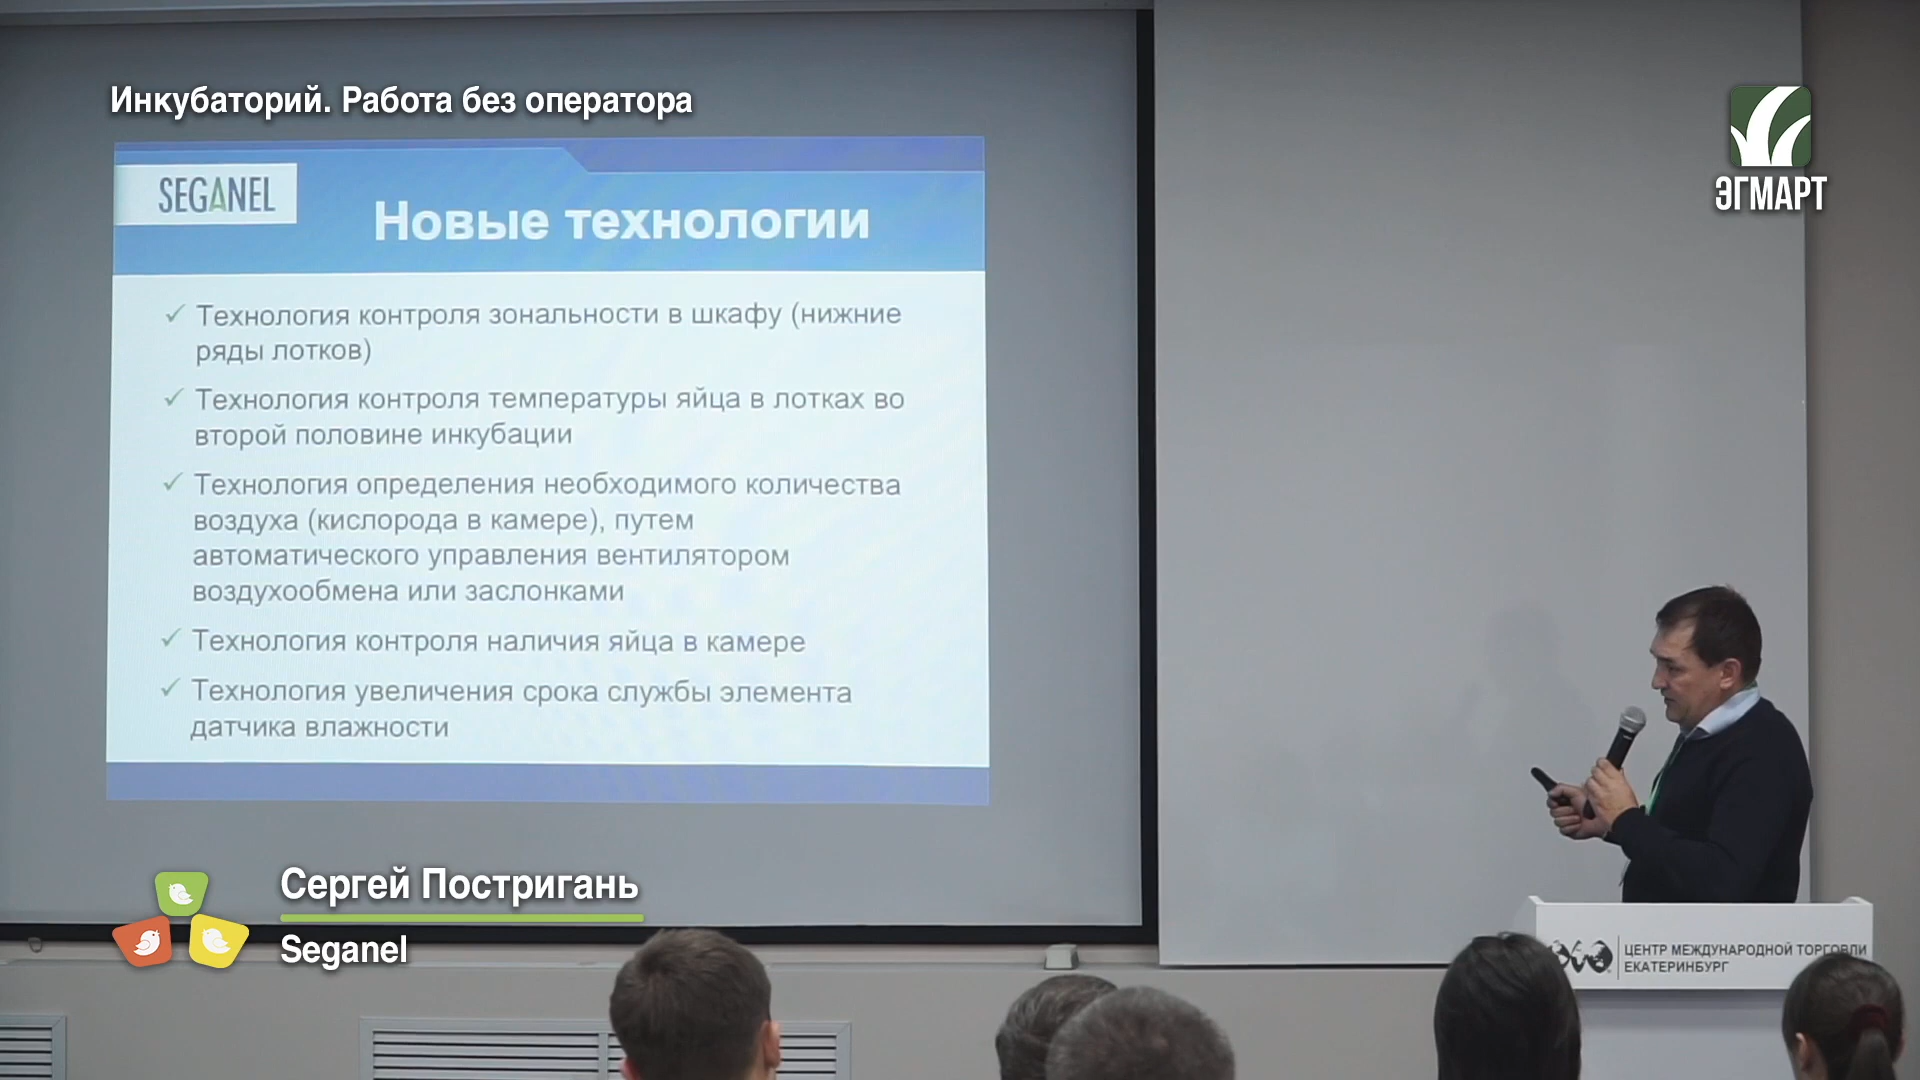 Инкубаторий. Работа без оператора
ЭГМАРТ
SEGANEL
Новые технологии
✓ Технология контроля зональности в шкафу (нижние
ряды лотков)
✓ Технология контроля температуры яйца в лотках во
второй половине инкубации
✓ Технология определения необходимого количества
воздуха (кислорода в камере), путем
автоматического управления вентилятором
воздухообмена или заслонками
✓ Технология контроля наличия яйца в камере
✓ Технология увеличения срока службы элемента
датчика влажности
Сергей Постригань
Seganel
ЦЕНТР МЕЖДУНАРОДНОЙ ТОРГОВЛИ
ЕКАТЕРИНБУРГ